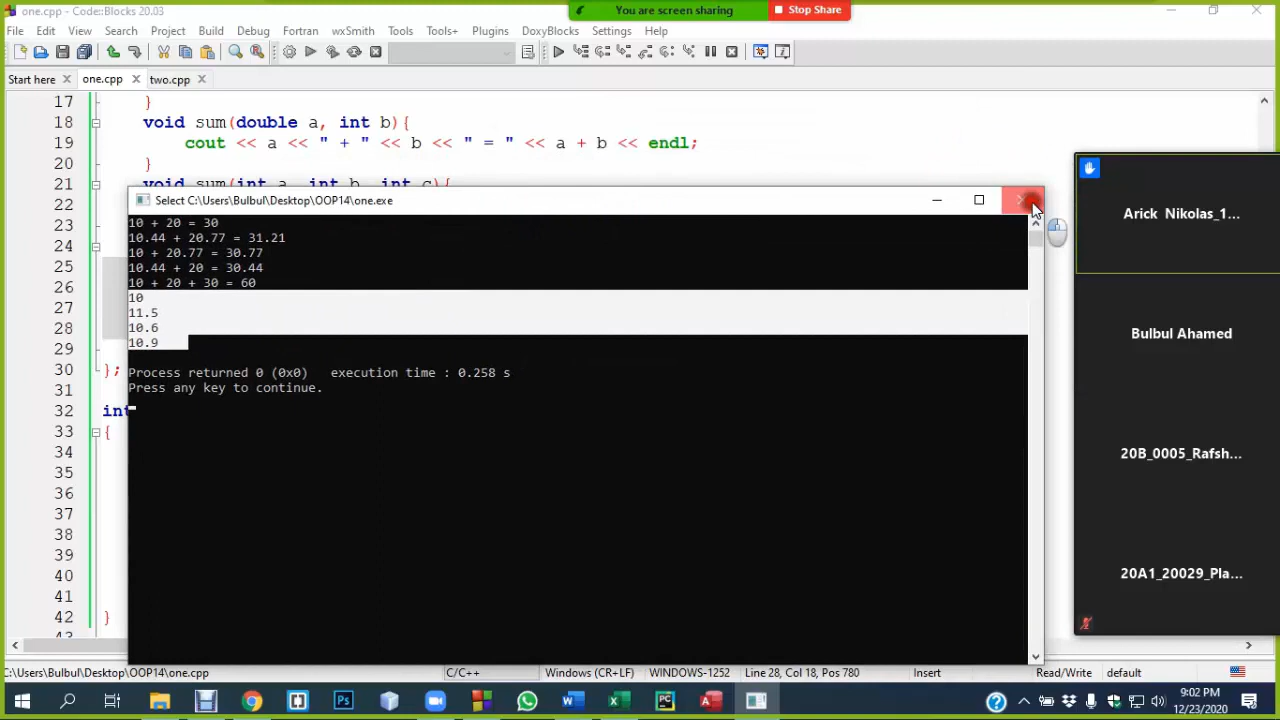 one.cpp - Code::Blocks 20.03
You are screen sharing
Stop Share
File Edit View Search Project Build Debug Fortran wxSmith Tools Tools+ Plugins DoxyBlocks Settings Help
Start here one.cpp two.cpp
17 }
18 void sum(double a, int b){
19 cout << a << " + " << b << " = " << a + b << endl;
20 }
21 void sum(int a, int b, int c){
22
23
24
25
26
27
28
29
30 };
31
32 int
33 {
34
35
36
37
38
39
40
41
42 }
43
Select C:\Users\Bulbul\Desktop\OOP14\one.exe
10 + 20 = 30
10.44 + 20.77 = 31.21
10 + 20.77 = 30.77
10.44 + 20 = 30.44
10 + 20 + 30 = 60
10
11.5
10.6
10.9
Process returned 0 (0x0) execution time : 0.258 s
Press any key to continue.
Arick Nikolas_1...
Bulbul Ahamed
20B_0005_Rafsh...
20A1_20029_Pla...
C:\Users\Bulbul\Desktop\OOP14\one.cpp C/C++ Windows (CR+LF) WINDOWS-1252 Line 28, Col 18, Pos 780 Insert Read/Write default
9:02 PM
12/23/2020